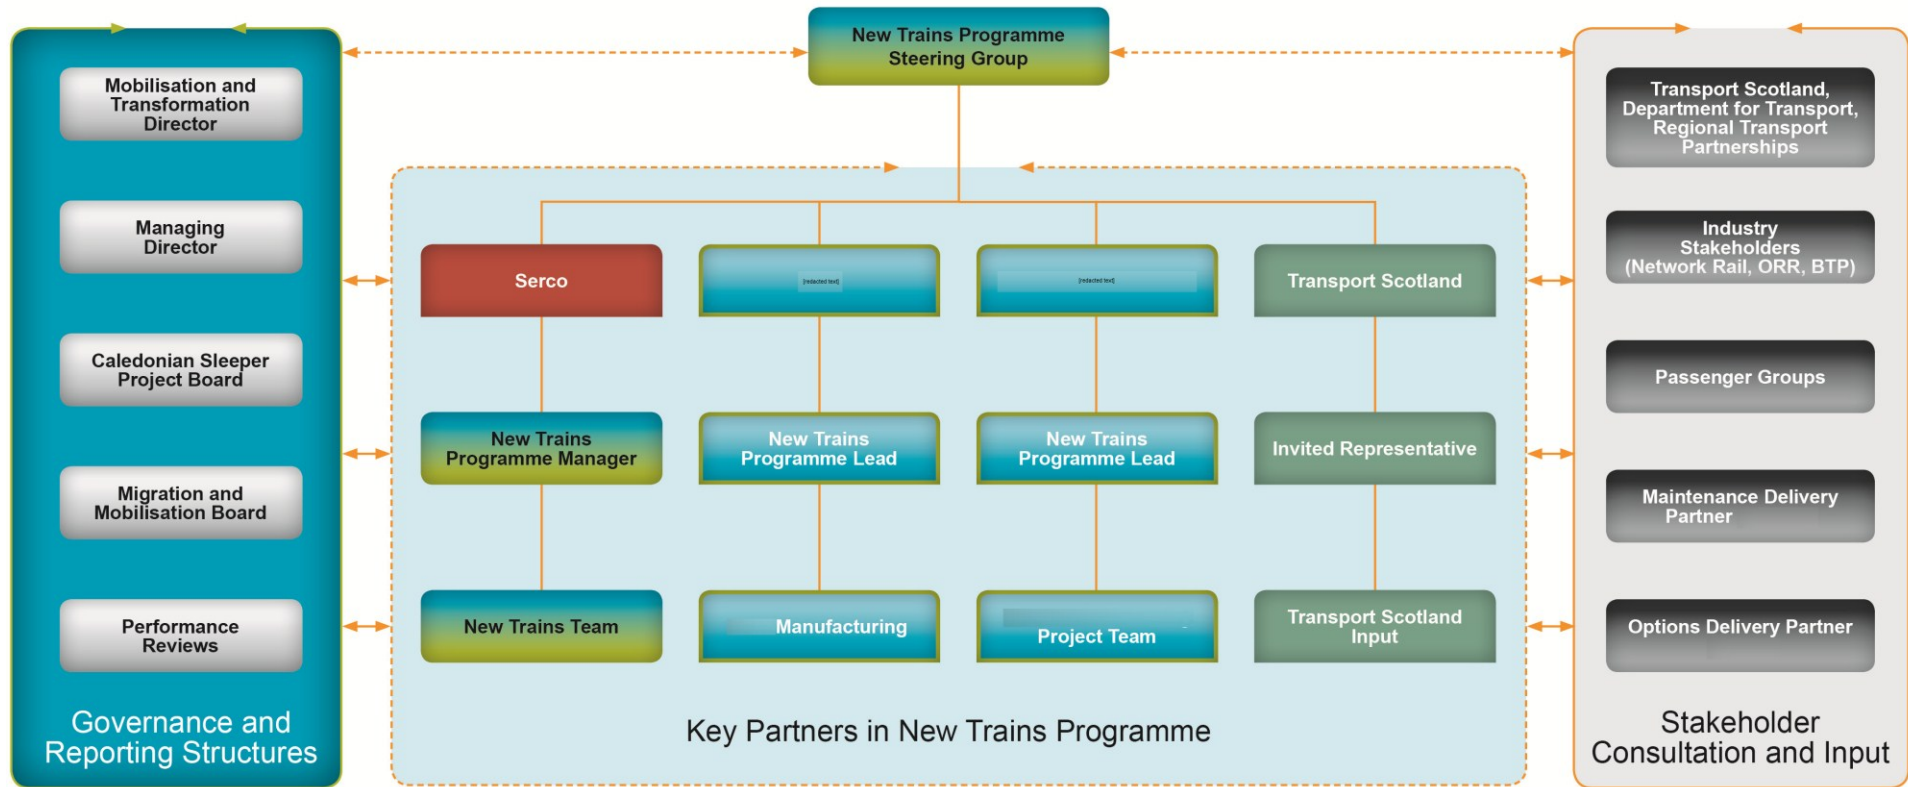 New Trains Programme
Steering Group
Mobilisation and
Transformation
Director
Managing
Director
Caledonian Sleeper
Project Board
Migration and
Mobilisation Board
Performance
Reviews
Governance and
Reporting Structures
Serco
[redacted text]
[redacted text]
Transport Scotland
New Trains
Programme Manager
New Trains
Programme Lead
New Trains
Programme Lead
Invited Representative
New Trains Team
Manufacturing
Project Team
Transport Scotland
Input
Key Partners in New Trains Programme
Transport Scotland,
Department for Transport,
Regional Transport
Partnerships
Industry
Stakeholders
(Network Rail, ORR, BTP)
Passenger Groups
Maintenance Delivery
Partner
Options Delivery Partner
Stakeholder
Consultation and Input